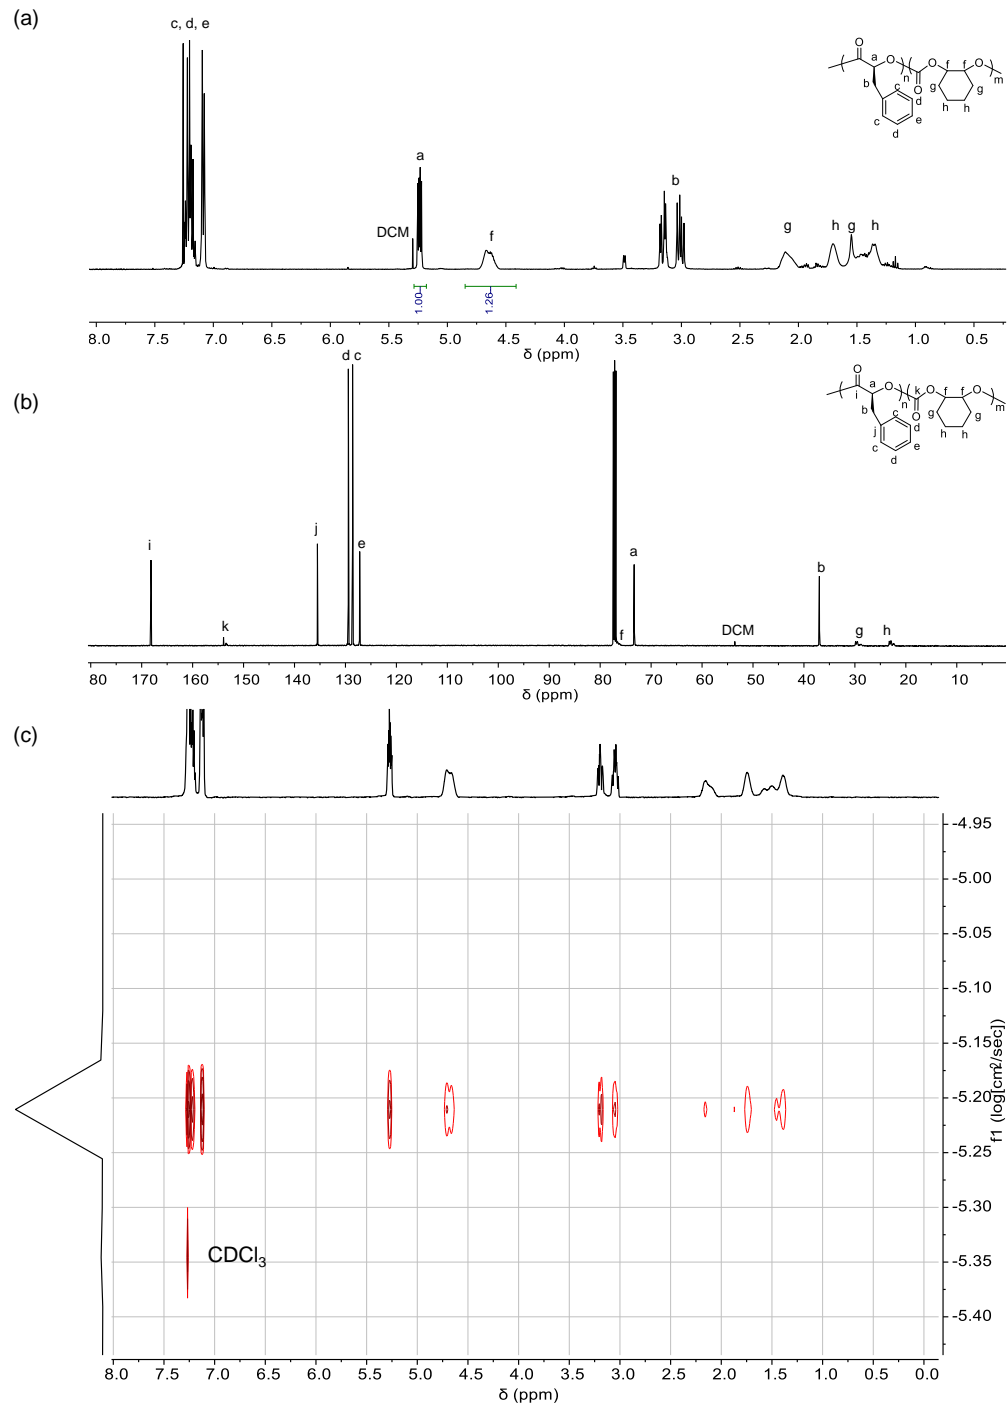 (a)
c, d, e
a
DCM
f
b
g
h
g
h
1.00
1.26
8.0 7.5 7.0 6.5 6.0 5.5 5.0 4.5 4.0 3.5 3.0 2.5 2.0 1.5 1.0 0.5
δ (ppm)
O
a
O
n
O
O
f
f
O
m
b
c
d
e
d
c
g
g
h
h
(b)
d c
i
k
j
e
f
a
DCM
b
g
h
80 170 160 150 140 130 120 110 100 90 80 70 60 50 40 30 20 10
δ (ppm)
O
i
a
O
n
k
O
O
f
f
O
m
b
j
c
d
e
d
c
g
g
h
h
(c)
CDCl₃
-4.95
-5.00
-5.05
-5.10
-5.15
-5.20
-5.25
-5.30
-5.35
-5.40
f1 (log[cm²/sec])
8.0 7.5 7.0 6.5 6.0 5.5 5.0 4.5 4.0 3.5 3.0 2.5 2.0 1.5 1.0 0.5 0.0
δ (ppm)